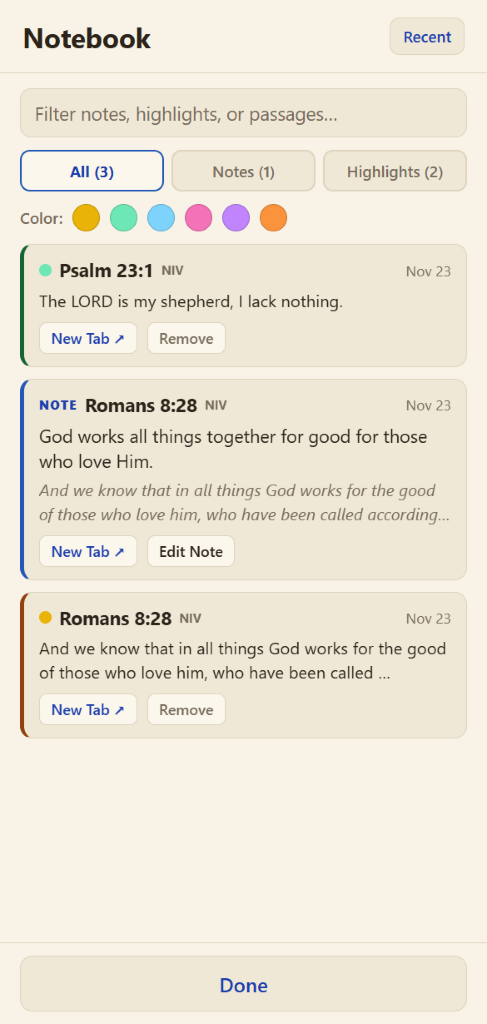 Notebook
Recent
Filter notes, highlights, or passages...
All (3)
Notes (1)
Highlights (2)
Color:
Psalm 23:1 NIV
Nov 23
The LORD is my shepherd, I lack nothing.
New Tab ↗
Remove
NOTE Romans 8:28 NIV
Nov 23
God works all things together for good for those
who love Him.
And we know that in all things God works for the good
of those who love him, who have been called according...
New Tab ↗
Edit Note
Romans 8:28 NIV
Nov 23
And we know that in all things God works for the good
of those who love him, who have been called ...
New Tab ↗
Remove
Done